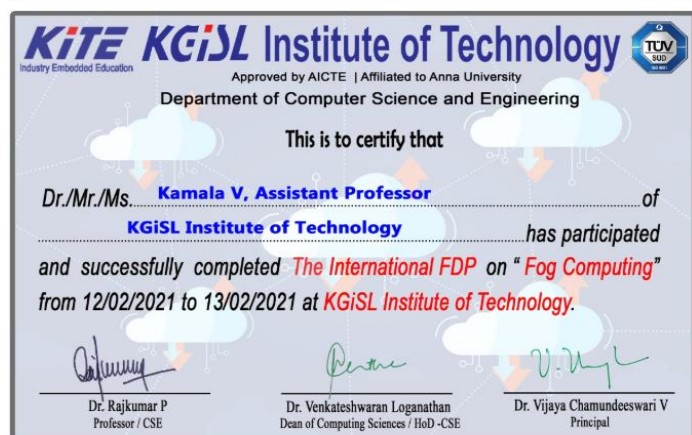 KiTE KGiSL Institute of Technology
Industry Embedded Education
TÜV
SUD
ISO 9001
Approved by AICTE | Affiliated to Anna University
Department of Computer Science and Engineering
This is to certify that
Dr./Mr./Ms. Kamala V, Assistant Professor of
KGiSL Institute of Technology has participated
and successfully completed The International FDP on “ Fog Computing”
from 12/02/2021 to 13/02/2021 at KGiSL Institute of Technology.
Dr. Rajkumar P
Professor / CSE
Dr. Venkateshwaran Loganathan
Dean of Computing Sciences / HoD -CSE
Dr. Vijaya Chamundeeswari V
Principal